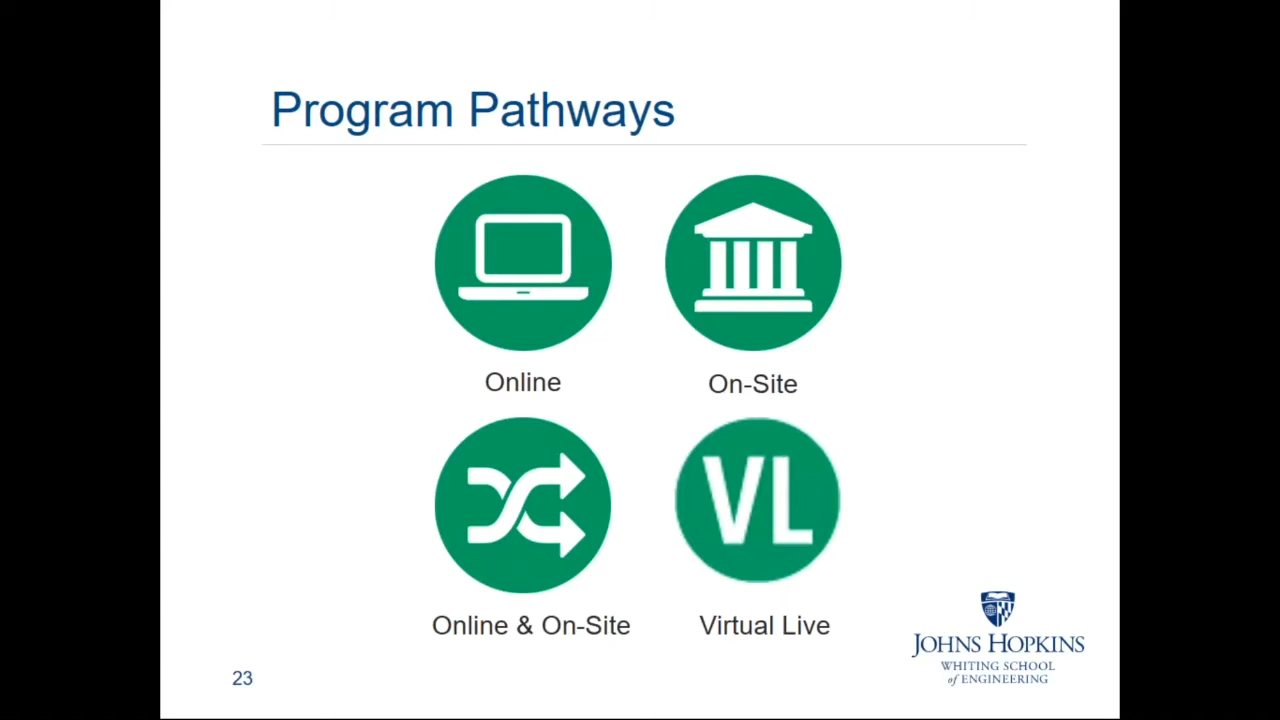 Program Pathways
Online
On-Site
VL
Online & On-Site
Virtual Live
JOHNS HOPKINS
WHITING SCHOOL
of ENGINEERING
23